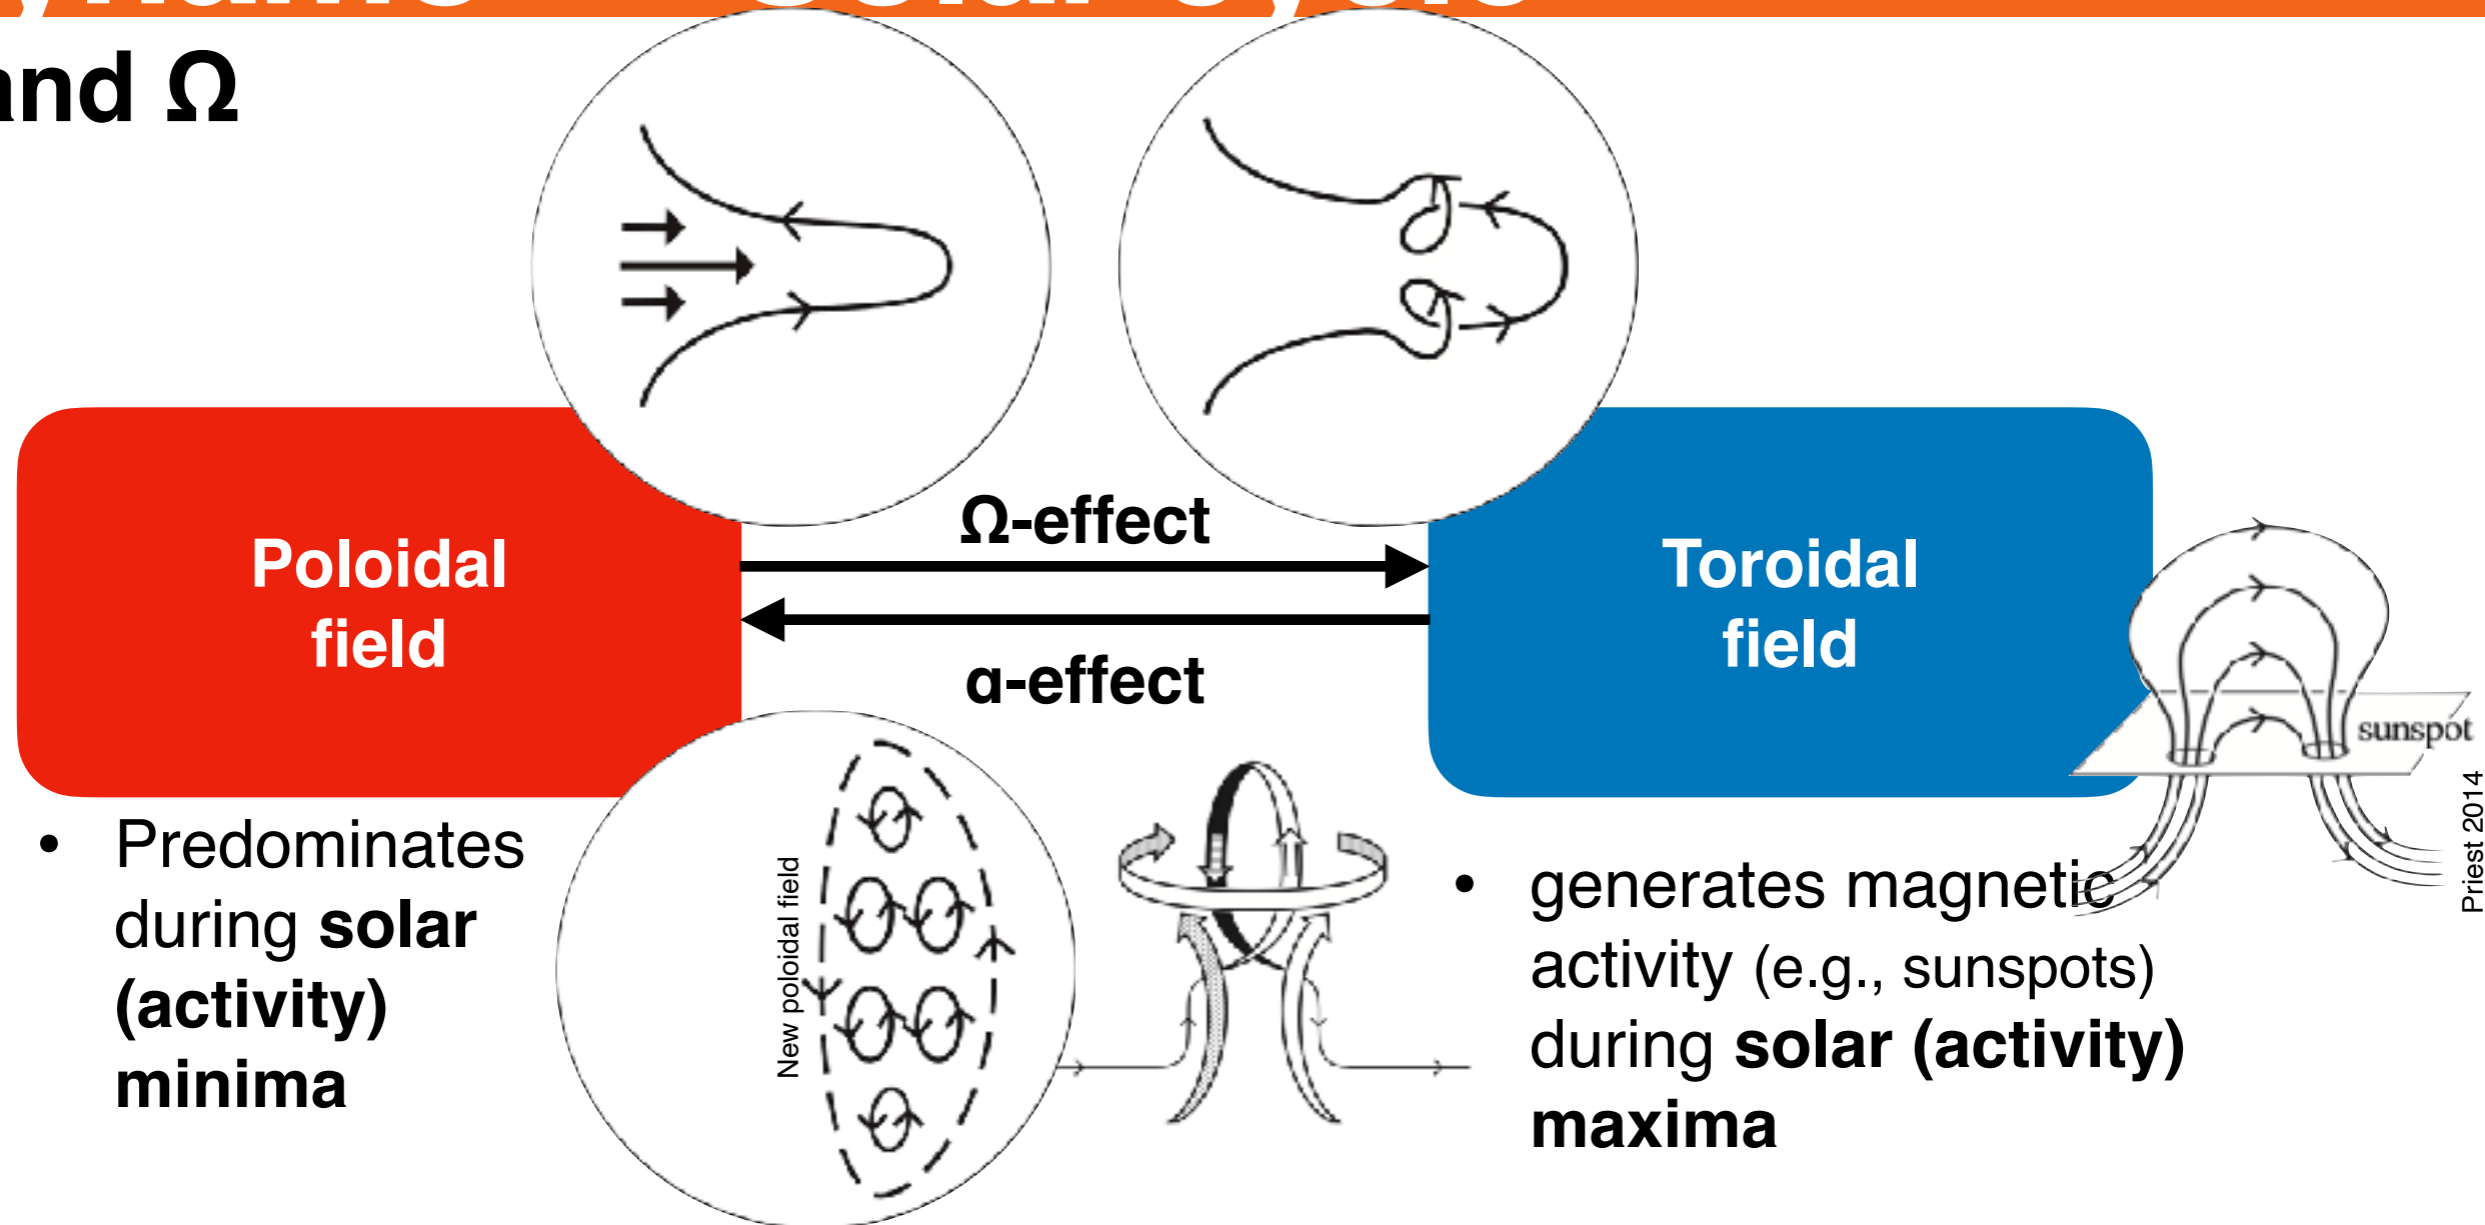 and Ω
Ω-effect
Poloidal
field
Toroidal
field
α-effect
sunspot
Priest 2014
• Predominates
during solar
(activity)
minima
New poloidal field
• generates magnetic
activity (e.g., sunspots)
during solar (activity)
maxima